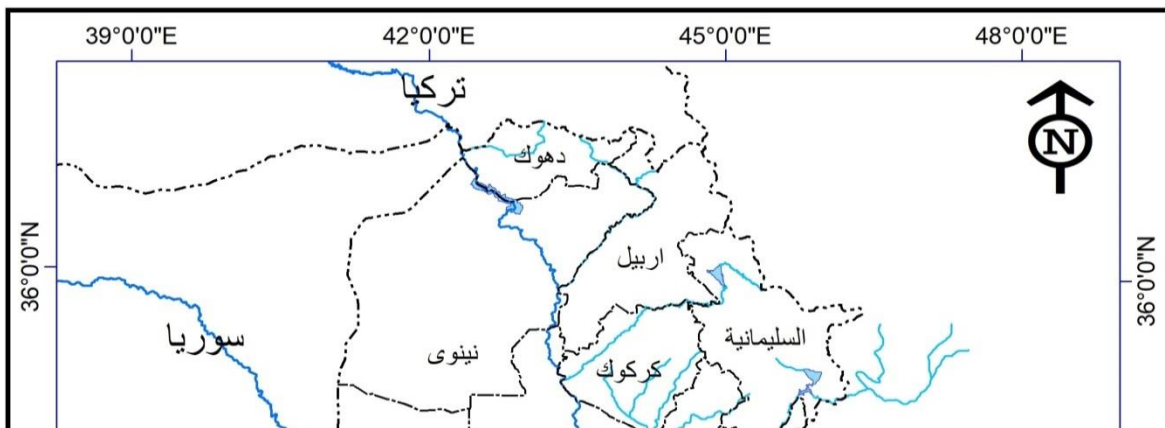 39°0'0"E 42°0'0"E 45°0'0"E 48°0'0"E
تركيا
N
دهوك
36°0'0"N
اربيل
36°0'0"N
سوريا
نينوى
كركوك
السليمانية